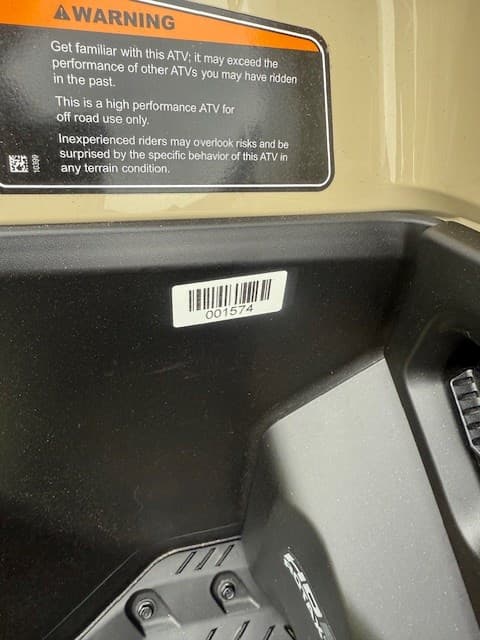 WARNING
Get familiar with this ATV; it may exceed the
performance of other ATVs you may have ridden
in the past.
This is a high performance ATV for
off road use only.
Inexperienced riders may overlook risks and be
surprised by the specific behavior of this ATV in
any terrain condition.
10399
001574